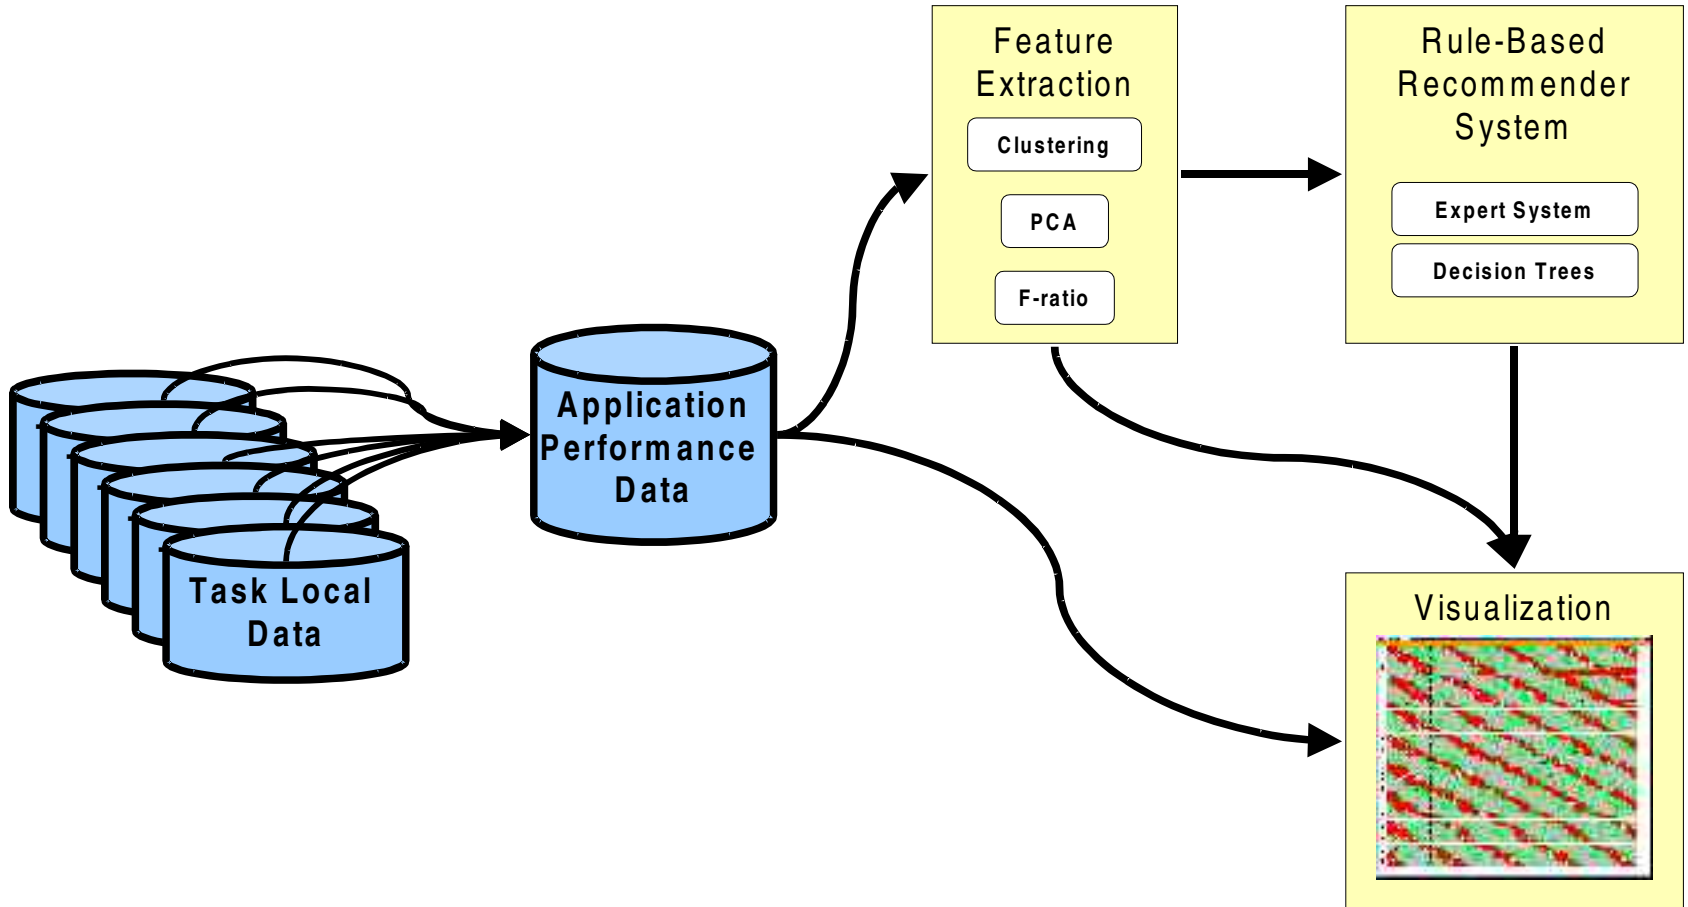 Feature
Extraction
Clustering
PCA
F-ratio
Rule-Based
Recommender
System
Expert System
Decision Trees
Application
Performance
Data
Task Local
Data
Visualization